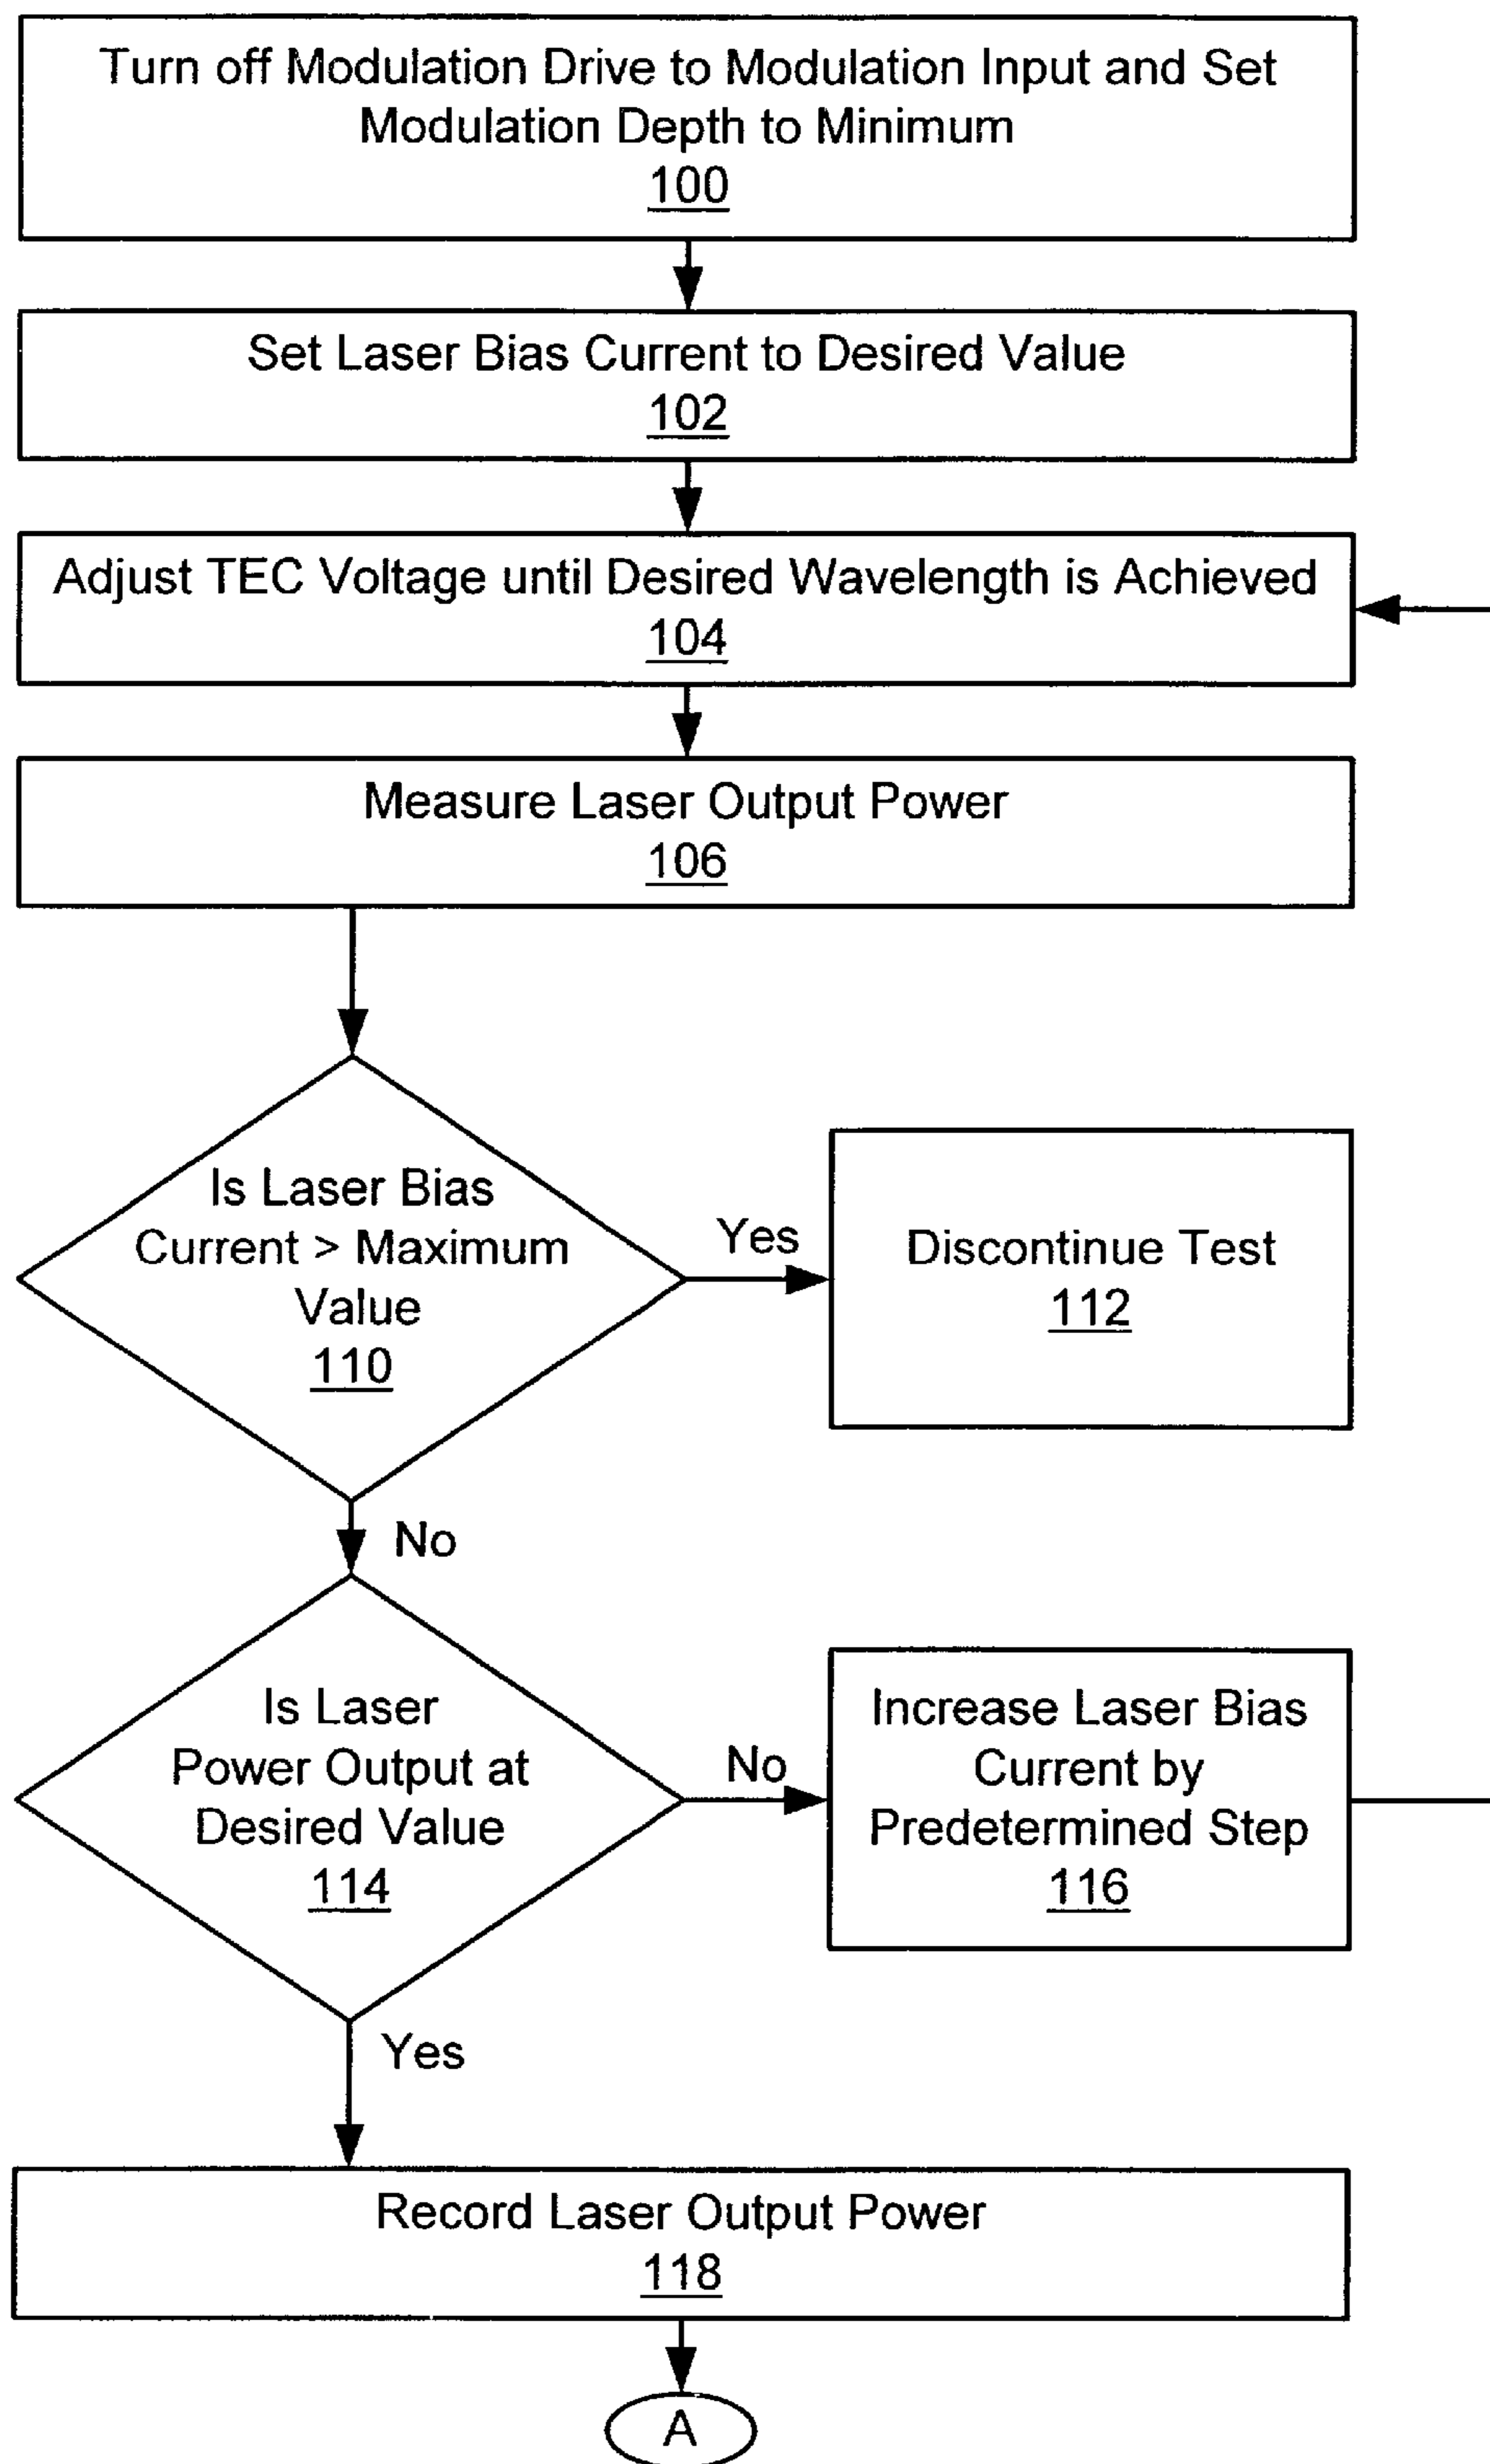 Turn off Modulation Drive to Modulation Input and Set
Modulation Depth to Minimum
100
Set Laser Bias Current to Desired Value
102
Adjust TEC Voltage until Desired Wavelength is Achieved
104
Measure Laser Output Power
106
Is Laser Bias
Current > Maximum
Value
110
Yes
Discontinue Test
112
No
Is Laser
Power Output at
Desired Value
114
No
Increase Laser Bias
Current by
Predetermined Step
116
Yes
Record Laser Output Power
118
A